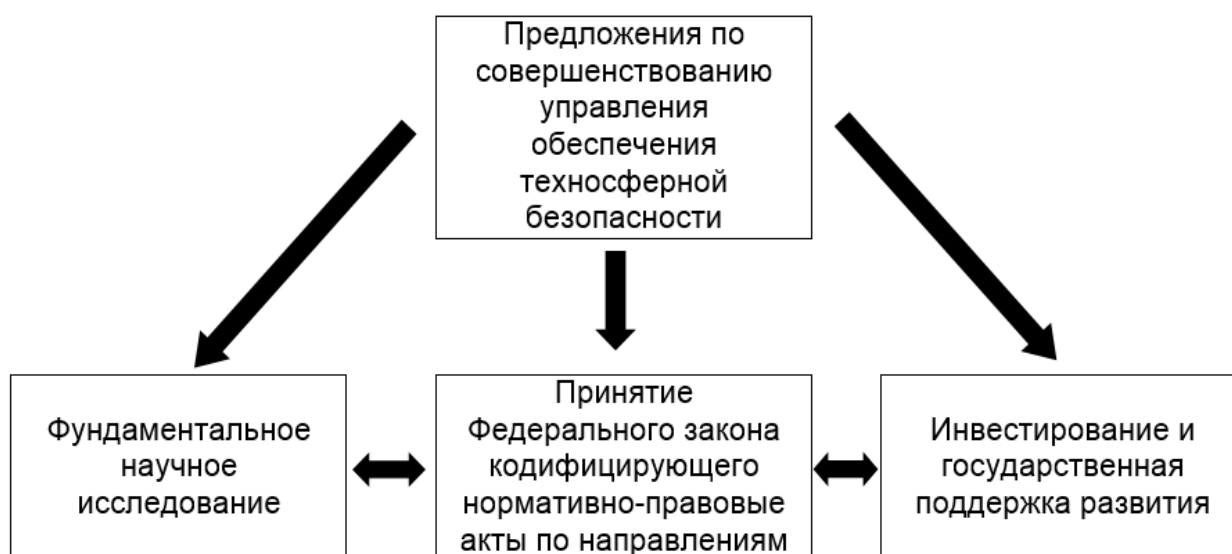 Предложения по
совершенствованию
управления
обеспечения
техносферной
безопасности
Фундаментальное
научное
исследование
Принятие
Федерального закона
кодифицирующего
нормативно-правовые
акты по направлениям
Инвестирование и
государственная
поддержка развития